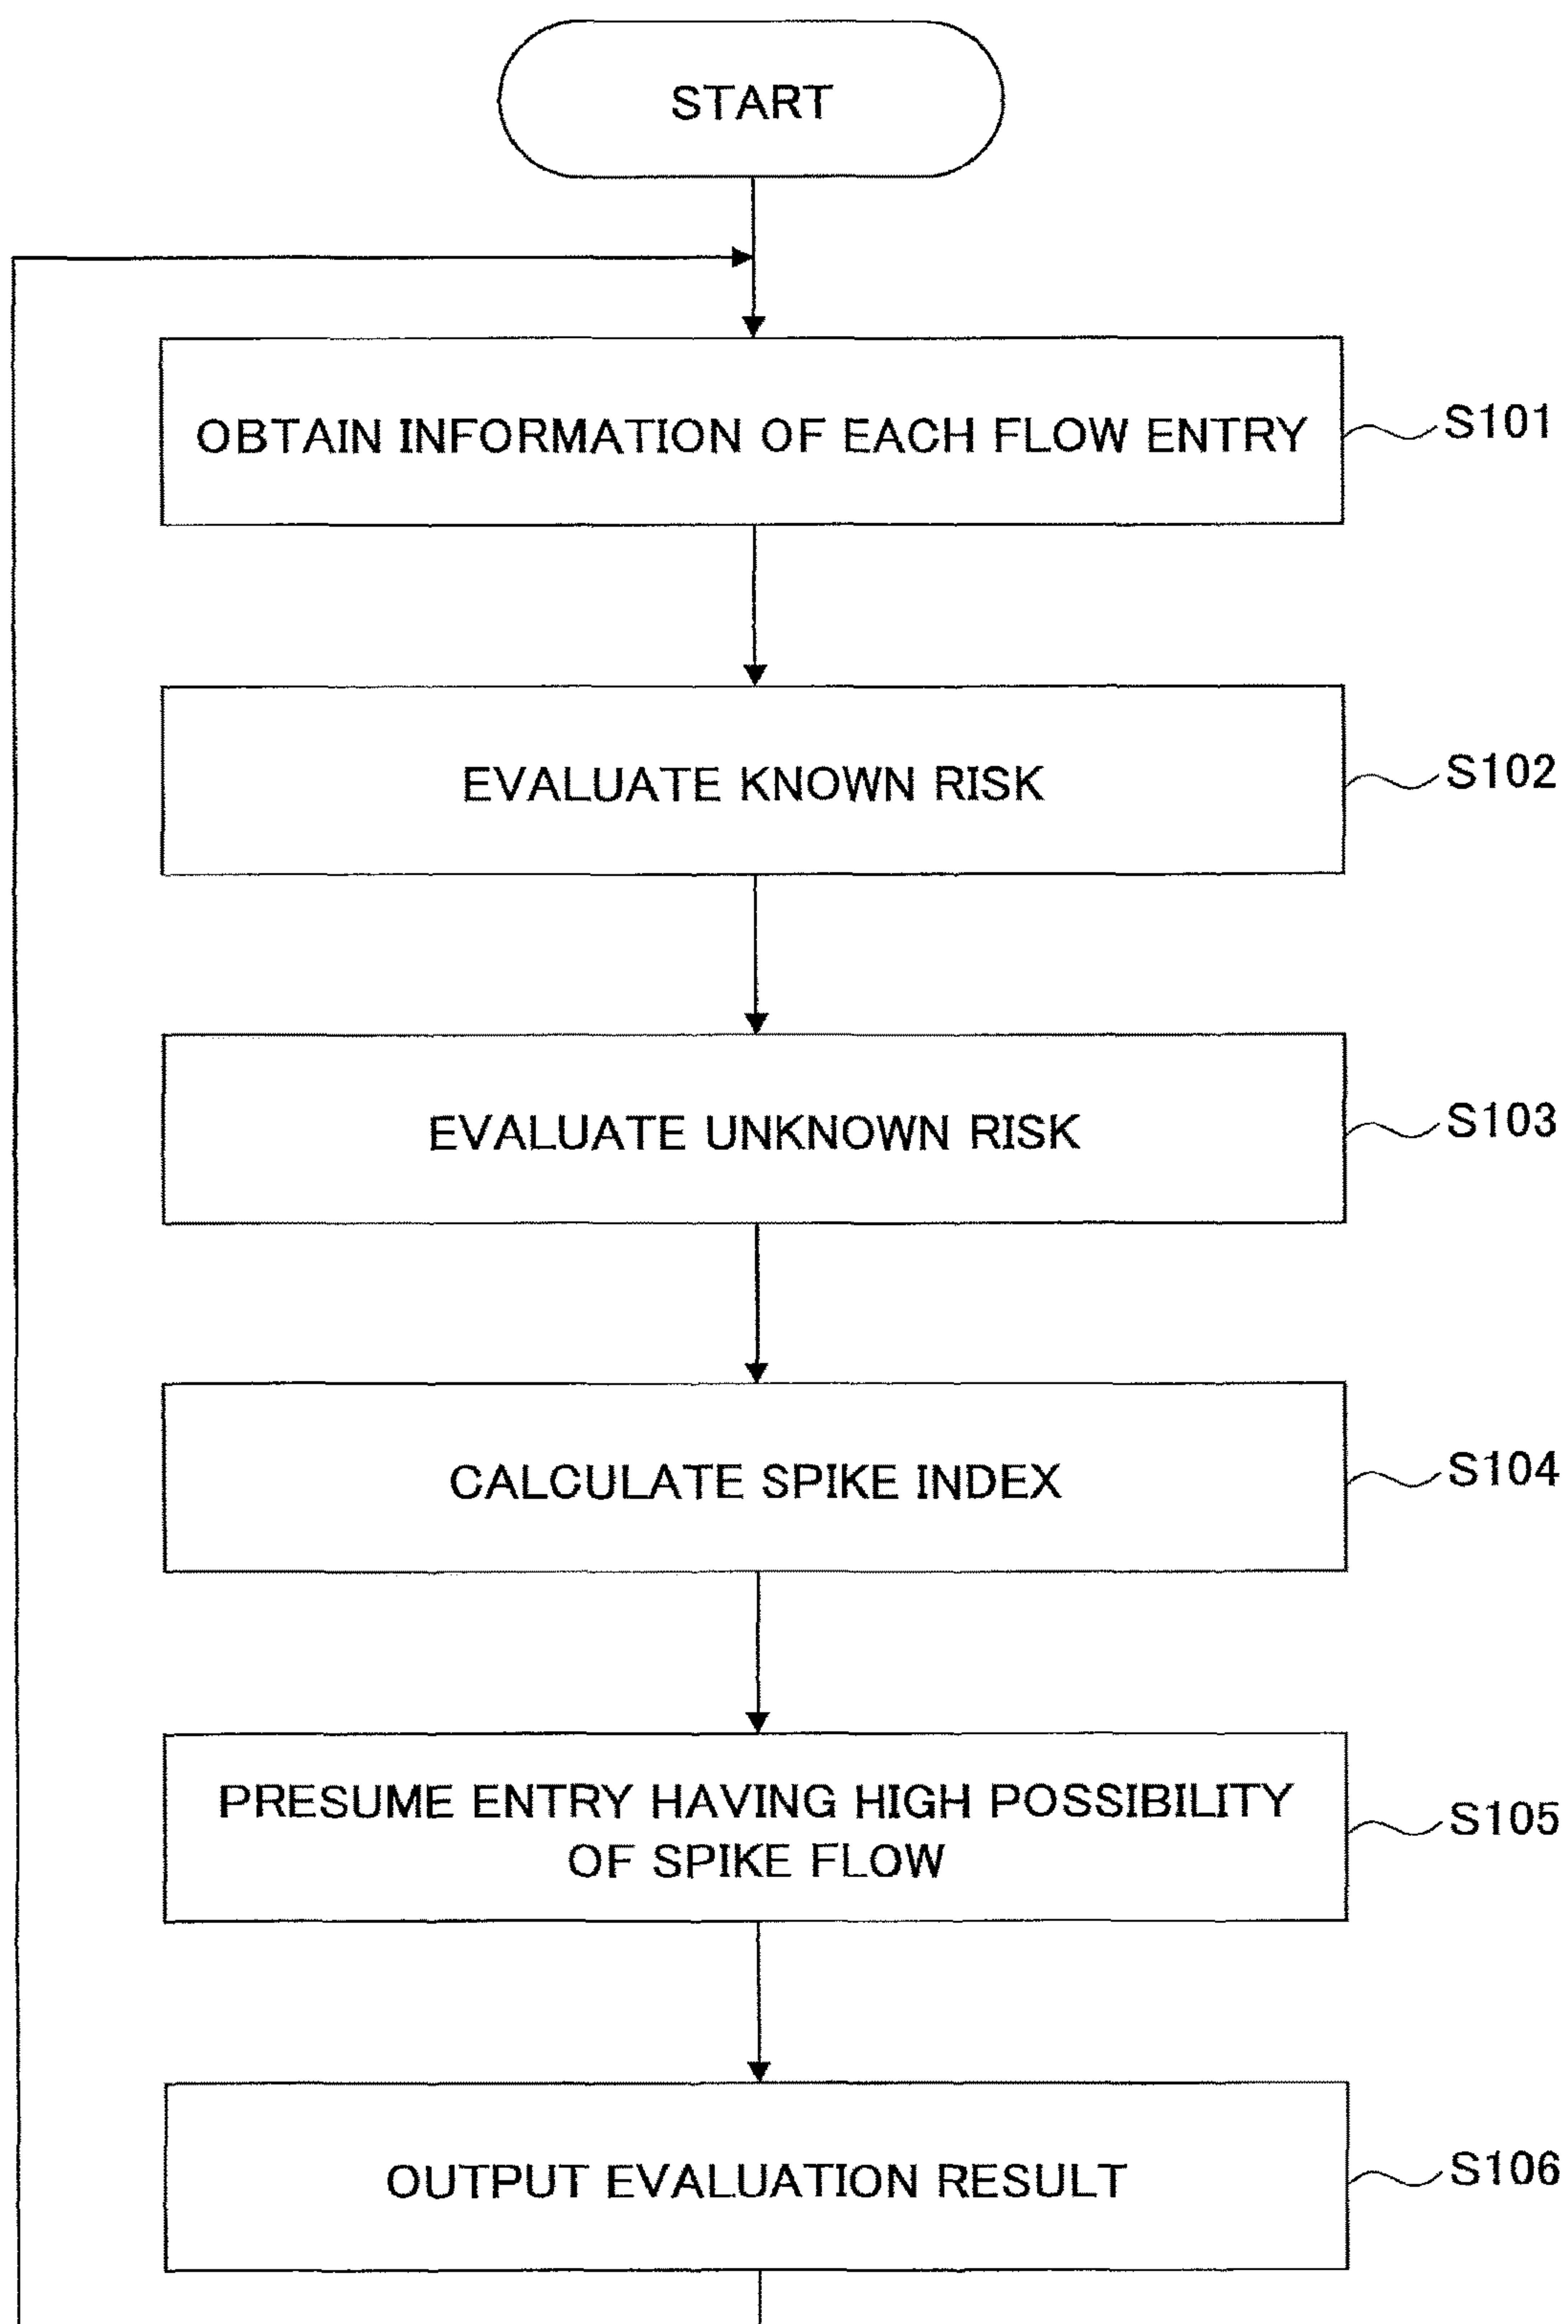 START
OBTAIN INFORMATION OF EACH FLOW ENTRY
S101
EVALUATE KNOWN RISK
S102
EVALUATE UNKNOWN RISK
S103
CALCULATE SPIKE INDEX
S104
PRESUME ENTRY HAVING HIGH POSSIBILITY
OF SPIKE FLOW
S105
OUTPUT EVALUATION RESULT
S106